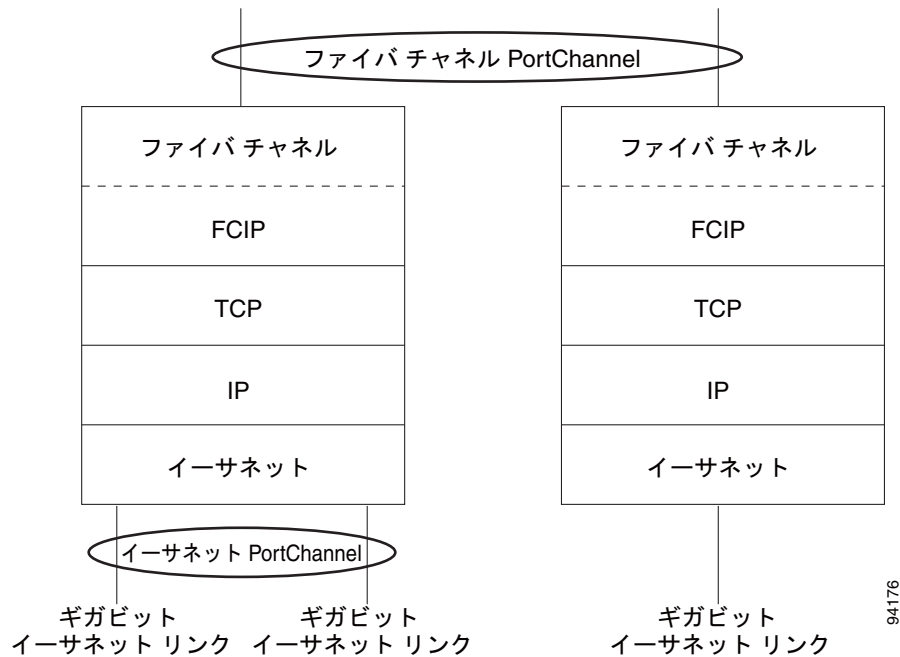 ファイバ チャネル PortChannel
ファイバ チャネル
FCIP
TCP
IP
イーサネット
ファイバ チャネル
FCIP
TCP
IP
イーサネット
イーサネット PortChannel
ギガビット
イーサネット リンク
ギガビット
イーサネット リンク
ギガビット
イーサネット リンク
94176